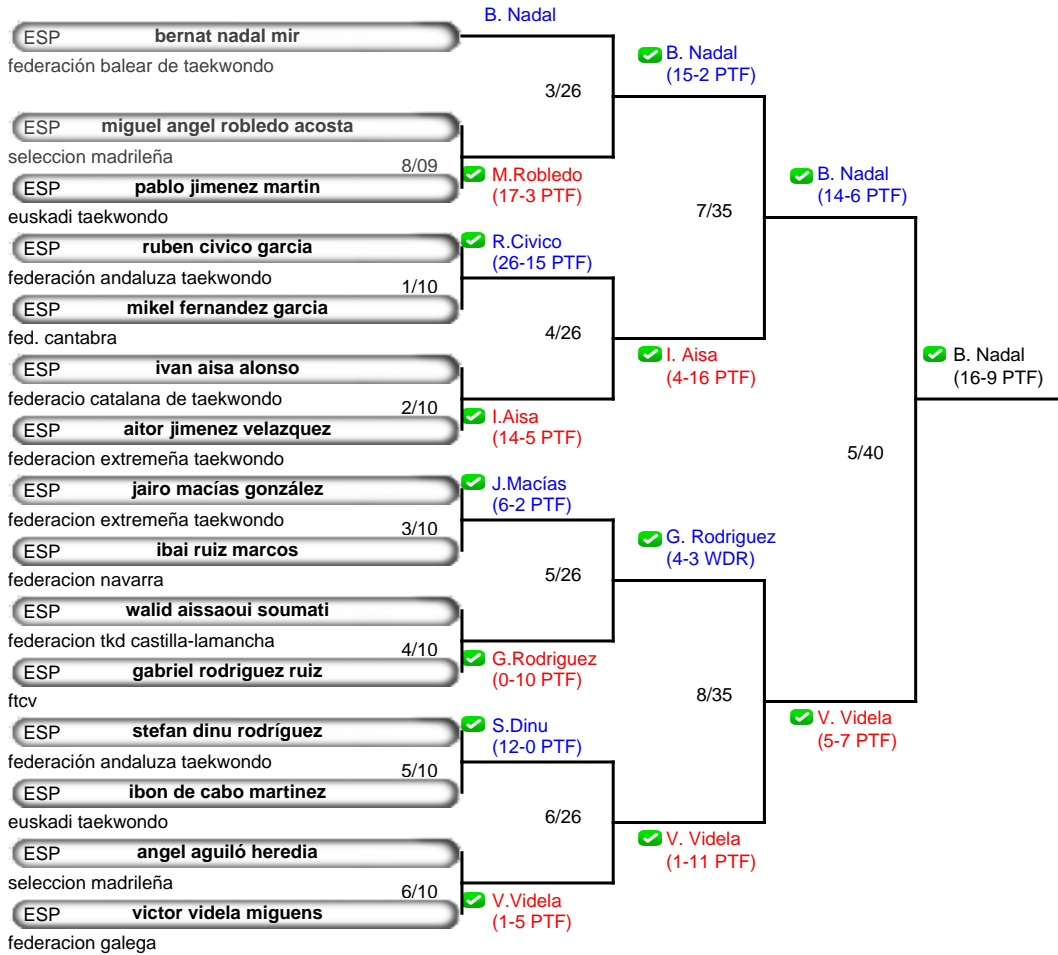 B. Nadal
ESP bernat nadal mir
federación balear de taekwondo
B. Nadal
(15-2 PTF)
3/26
ESP miguel angel robledo acosta
seleccion madrileña
8/09
ESP pablo jimenez martin
M.Robledo
(17-3 PTF)
B. Nadal
(14-6 PTF)
7/35
euskadi taekwondo
ESP ruben civico garcia
R.Civico
(26-15 PTF)
federación andaluza taekwondo
1/10
ESP mikel fernandez garcia
fed. cantabra
4/26
ESP ivan aisa alonso
I. Aisa
(4-16 PTF)
B. Nadal
(16-9 PTF)
federacio catalana de taekwondo
2/10
ESP aitor jimenez velazquez
I.Aisa
(14-5 PTF)
federacion extremeña taekwondo
5/40
ESP jairo macías gonzález
J.Macías
(6-2 PTF)
federacion extremeña taekwondo
3/10
ESP ibai ruiz marcos
G. Rodriguez
(4-3 WDR)
federacion navarra
5/26
ESP walid aissaoui soumati
federacion tkd castilla-lamancha
4/10
ESP gabriel rodriguez ruiz
G.Rodriguez
(0-10 PTF)
ftcv
8/35
ESP stefan dinu rodríguez
S.Dinu
(12-0 PTF)
V. Videla
(5-7 PTF)
federación andaluza taekwondo
5/10
ESP ibon de cabo martinez
euskadi taekwondo
6/26
ESP angel aguiló heredia
V. Videla
(1-11 PTF)
seleccion madrileña
6/10
ESP victor videla miguens
V.Videla
(1-5 PTF)
federacion galega